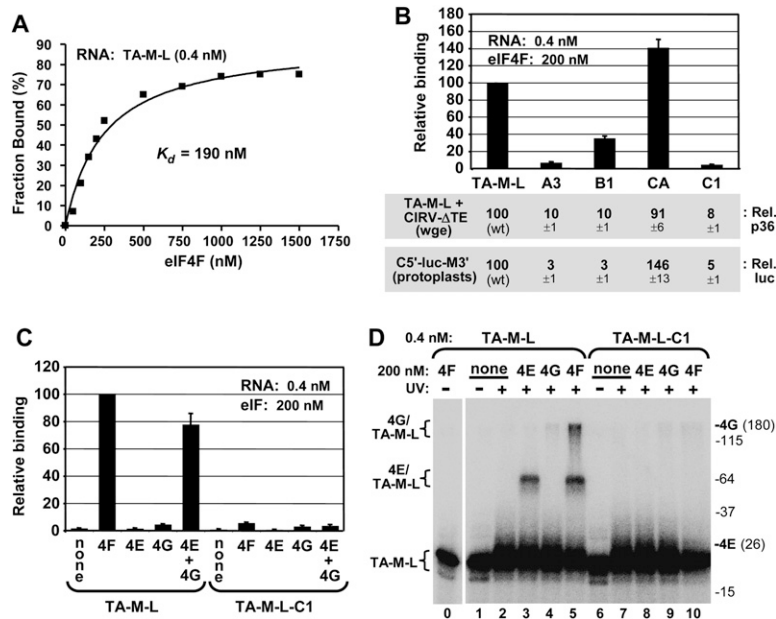 A
RNA: TA-M-L (0.4 nM)
Fraction Bound (%)
90
80
70
60
50
40
30
20
10
0
Kd = 190 nM
0 250 500 750 1000 1250 1500 1750
eIF4F (nM)
B
Relative binding
180
160
140
120
100
80
60
40
20
0
RNA: 0.4 nM
eIF4F: 200 nM
TA-M-L A3 B1 CA C1
TA-M-L + CIRV-ΔTE (wge) 100 (wt) 10 ±1 10 ±1 91 ±6 8 ±1 : Rel. p36
C5'-luc-M3' (protoplasts) 100 (wt) 3 ±1 3 ±1 146 ±13 5 ±1 : Rel. luc
C
Relative binding
120
100
80
60
40
20
0
RNA: 0.4 nM
eIF: 200 nM
none 4F 4E 4G 4E + 4G none 4F 4E 4G 4E + 4G
TA-M-L TA-M-L-C1
D
0.4 nM: TA-M-L TA-M-L-C1
200 nM: 4F none 4E 4G 4F none 4E 4G 4F
UV: - - + + + + - + + + +
4G/ TA-M-L
4E/ TA-M-L
TA-M-L
-4G (180)
-115
-64
-37
-4E (26)
-15
0 1 2 3 4 5 6 7 8 9 10